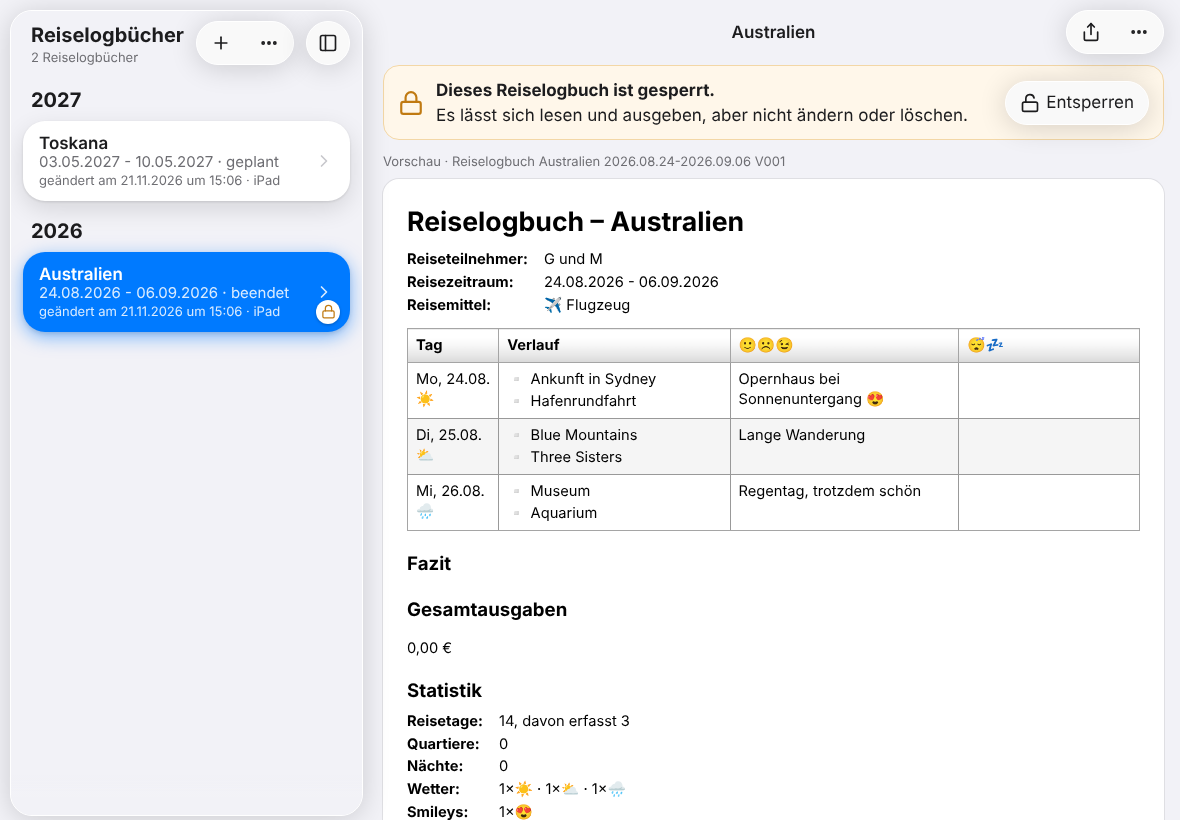 Reiselogbücher
2 Reiselogbücher
2027
Toskana
03.05.2027 - 10.05.2027 · geplant
geändert am 21.11.2026 um 15:06 · iPad
2026
Australien
24.08.2026 - 06.09.2026 · beendet
geändert am 21.11.2026 um 15:06 · iPad
Australien
Dieses Reiselogbuch ist gesperrt.
Es lässt sich lesen und ausgeben, aber nicht ändern oder löschen.
Entsperren
Vorschau · Reiselogbuch Australien 2026.08.24-2026.09.06 V001
Reiselogbuch – Australien
Reiseteilnehmer: G und M
Reisezeitraum: 24.08.2026 - 06.09.2026
Reisemittel: ✈️ Flugzeug
Tag Verlauf 🙂☹️😉 😴💤
Mo, 24.08. ▫️ Ankunft in Sydney Opernhaus bei
☀️ ▫️ Hafenrundfahrt Sonnenuntergang 😍
Di, 25.08. ▫️ Blue Mountains Lange Wanderung
⛅ ▫️ Three Sisters
Mi, 26.08. ▫️ Museum Regentag, trotzdem schön
🌧️ ▫️ Aquarium
Fazit
Gesamtausgaben
0,00 €
Statistik
Reisetage: 14, davon erfasst 3
Quartiere: 0
Nächte: 0
Wetter: 1×☀️ · 1×⛅ · 1×🌧️
Smileys: 1×😍